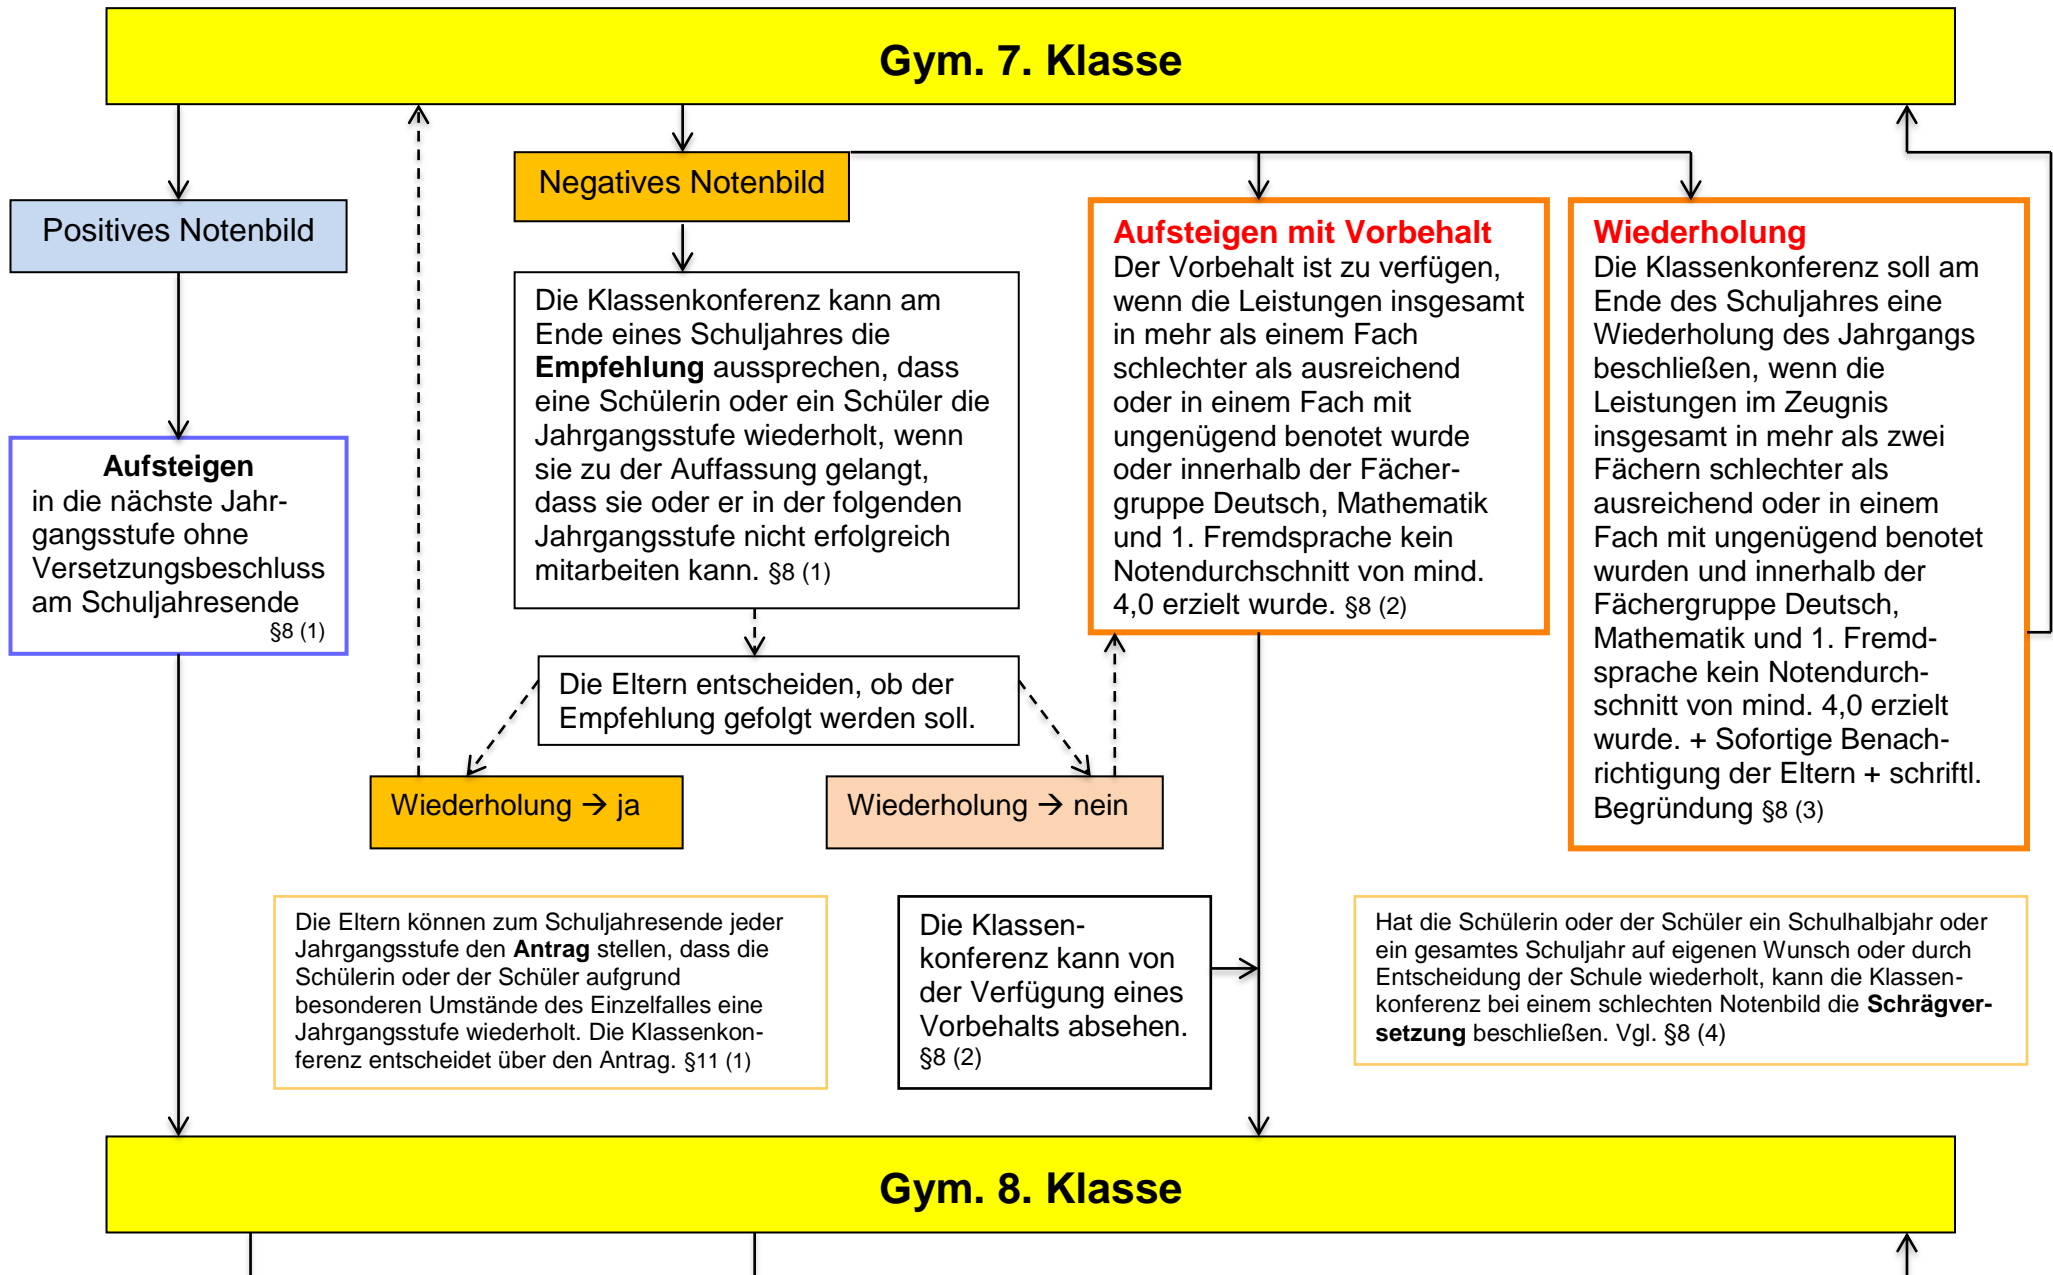 Gym. 7. Klasse
Negatives Notenbild
Positives Notenbild
Aufsteigen
in die nächste Jahr-
gangsstufe ohne
Versetzungsbeschluss
am Schuljahresende
§8 (1)
Die Klassenkonferenz kann am
Ende eines Schuljahres die
Empfehlung aussprechen, dass
eine Schülerin oder ein Schüler die
Jahrgangsstufe wiederholt, wenn
sie zu der Auffassung gelangt,
dass sie oder er in der folgenden
Jahrgangsstufe nicht erfolgreich
mitarbeiten kann. §8 (1)
Die Eltern entscheiden, ob der
Empfehlung gefolgt werden soll.
Wiederholung → ja
Wiederholung → nein
Aufsteigen mit Vorbehalt
Der Vorbehalt ist zu verfügen,
wenn die Leistungen insgesamt
in mehr als einem Fach
schlechter als ausreichend
oder in einem Fach mit
ungenügend benotet wurde
oder innerhalb der Fächer-
gruppe Deutsch, Mathematik
und 1. Fremdsprache kein
Notendurchschnitt von mind.
4,0 erzielt wurde. §8 (2)
Wiederholung
Die Klassenkonferenz soll am
Ende des Schuljahres eine
Wiederholung des Jahrgangs
beschließen, wenn die
Leistungen im Zeugnis
insgesamt in mehr als zwei
Fächern schlechter als
ausreichend oder in einem
Fach mit ungenügend benotet
wurden und innerhalb der
Fächergruppe Deutsch,
Mathematik und 1. Fremd-
sprache kein Notendurch-
schnitt von mind. 4,0 erzielt
wurde. + Sofortige Benach-
richtigung der Eltern + schriftl.
Begründung §8 (3)
Die Eltern können zum Schuljahresende jeder
Jahrgangsstufe den Antrag stellen, dass die
Schülerin oder der Schüler aufgrund
besonderen Umstände des Einzelfalles eine
Jahrgangsstufe wiederholt. Die Klassenkon-
ferenz entscheidet über den Antrag. §11 (1)
Die Klassen-
konferenz kann von
der Verfügung eines
Vorbehalts absehen.
§8 (2)
Hat die Schülerin oder der Schüler ein Schulhalbjahr oder
ein gesamtes Schuljahr auf eigenen Wunsch oder durch
Entscheidung der Schule wiederholt, kann die Klassen-
konferenz bei einem schlechten Notenbild die Schrägver-
setzung beschließen. Vgl. §8 (4)
Gym. 8. Klasse